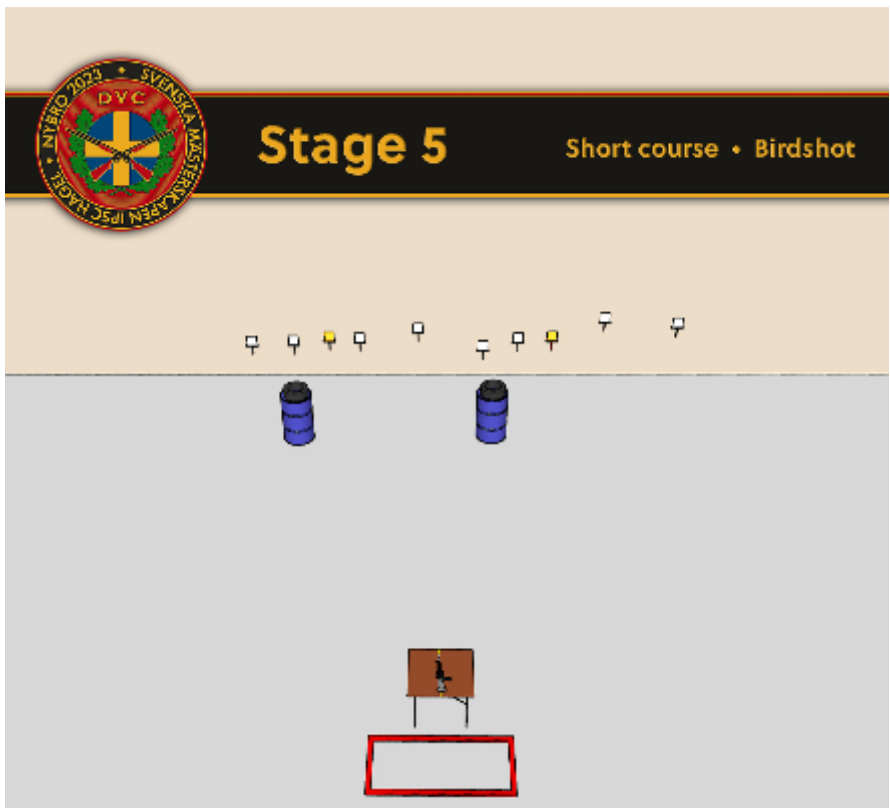 NYBRO 2023 • SVENSKA MÄSTERSKAPEN IPSC HAGEL •
DVC
Stage 5
Short course • Birdshot